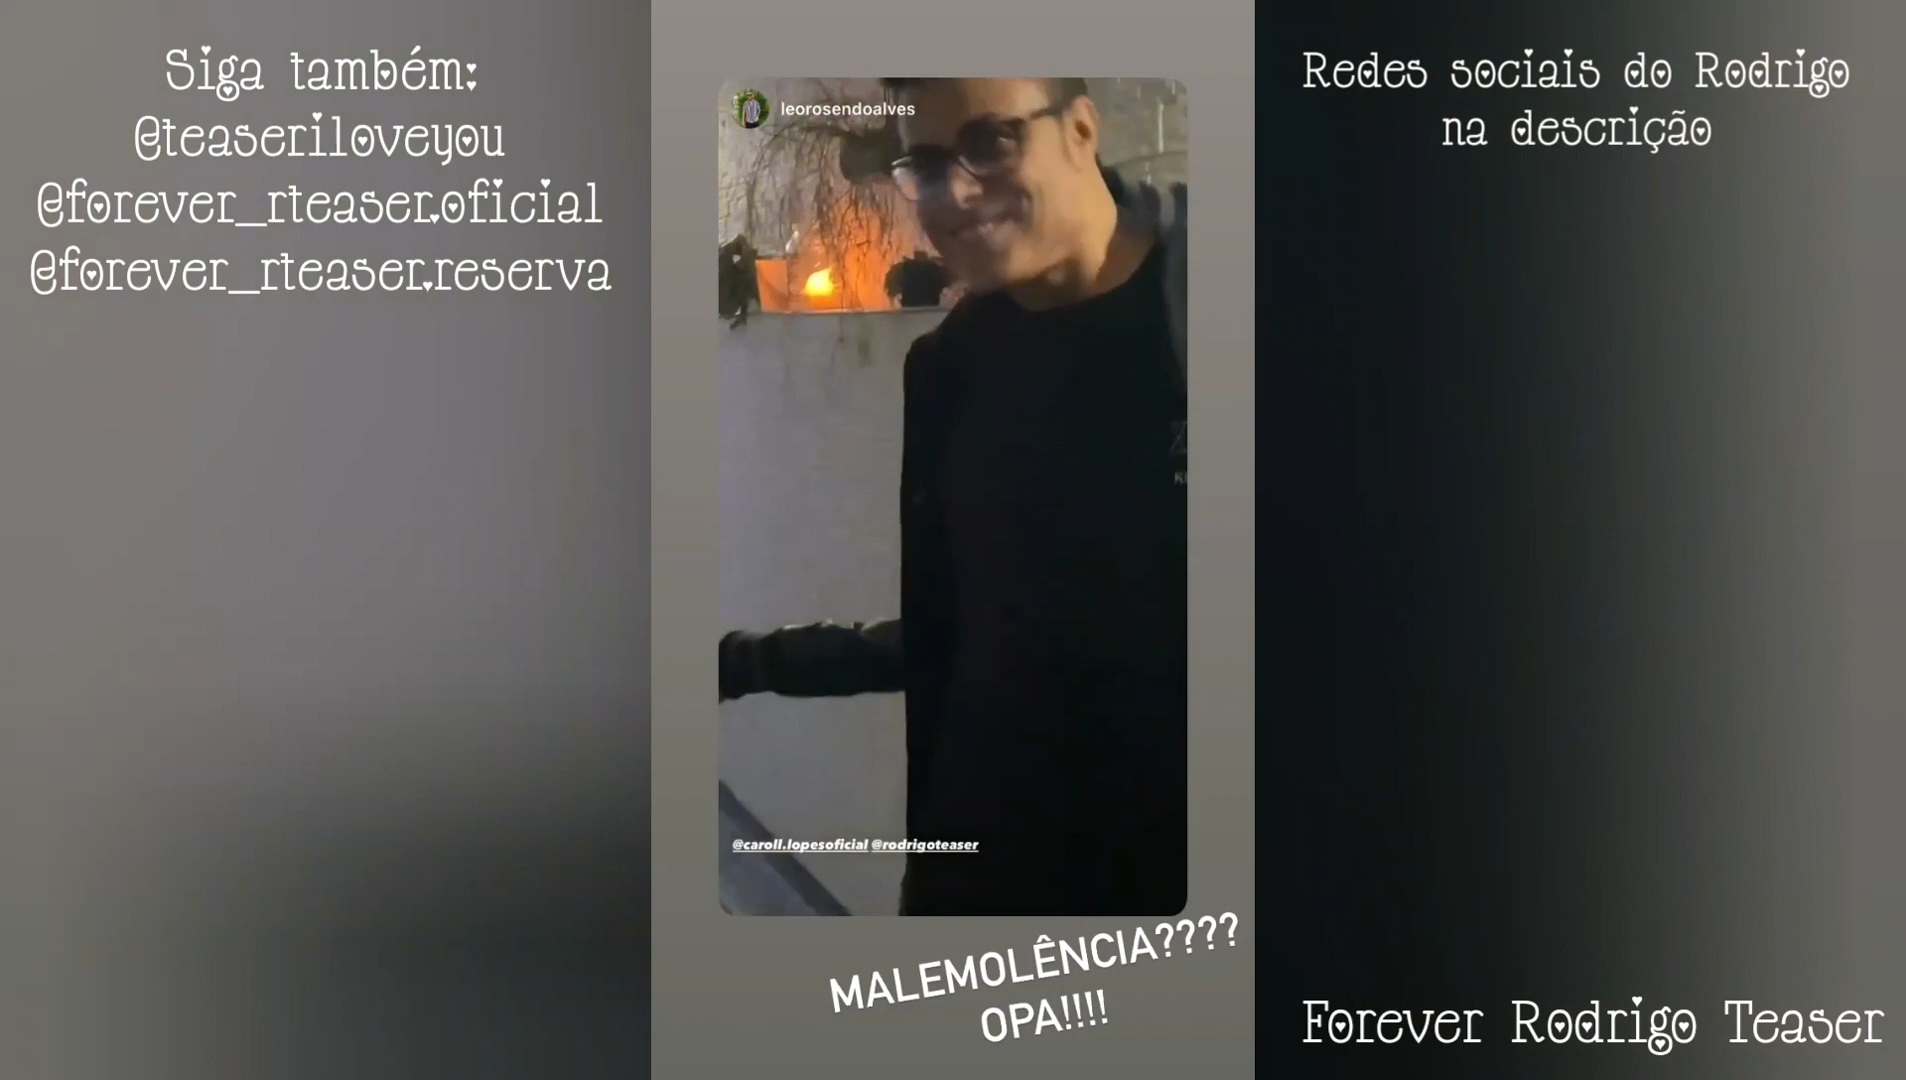 Siga também:
@teaseriloveyou
@forever_rteaser.oficial
@forever_rteaser.reserva
leorosendoalves
@caroll.lopesoficial @rodrigoteaser
MALEMOLÊNCIA????
OPA!!!!
Redes sociais do Rodrigo
na descrição
Forever Rodrigo Teaser